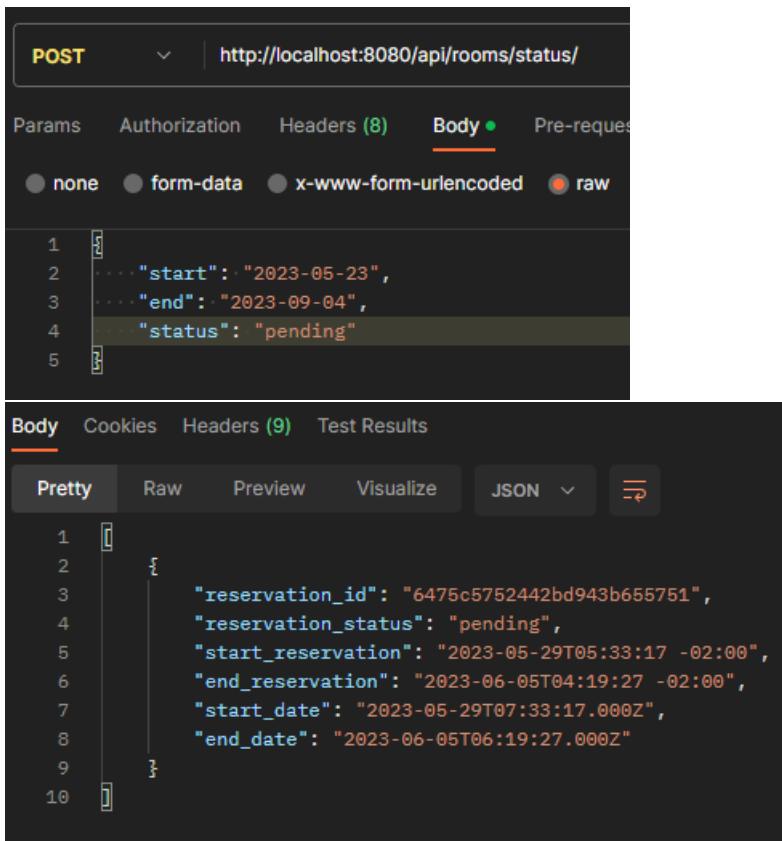 POST http://localhost:8080/api/rooms/status/
Params Authorization Headers (8) Body Pre-reques
none form-data x-www-form-urlencoded raw
1 {
2 "start": "2023-05-23",
3 "end": "2023-09-04",
4 "status": "pending"
5 }
Body Cookies Headers (9) Test Results
Pretty Raw Preview Visualize JSON
1 [
2 {
3 "reservation_id": "6475c5752442bd943b655751",
4 "reservation_status": "pending",
5 "start_reservation": "2023-05-29T05:33:17 -02:00",
6 "end_reservation": "2023-06-05T04:19:27 -02:00",
7 "start_date": "2023-05-29T07:33:17.000Z",
8 "end_date": "2023-06-05T06:19:27.000Z"
9 }
10 ]